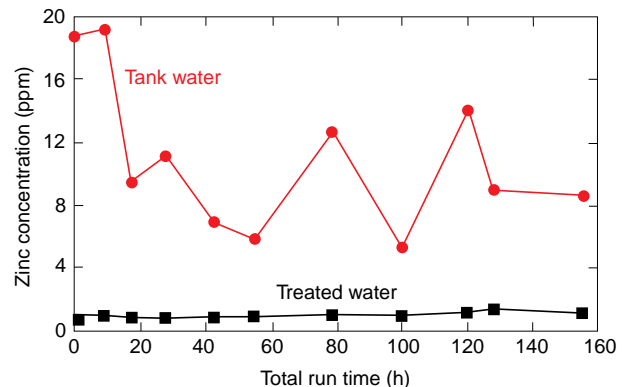 20
16
12
8
4
0
Zinc concentration (ppm)
Tank water
Treated water
0 20 40 60 80 100 120 140 160
Total run time (h)